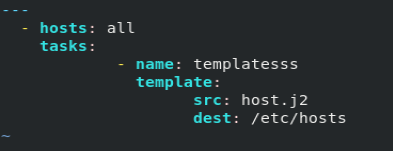 ---
  - hosts: all
    tasks:
            - name: templatesss
              template:
                    src: host.j2
                    dest: /etc/hosts
~